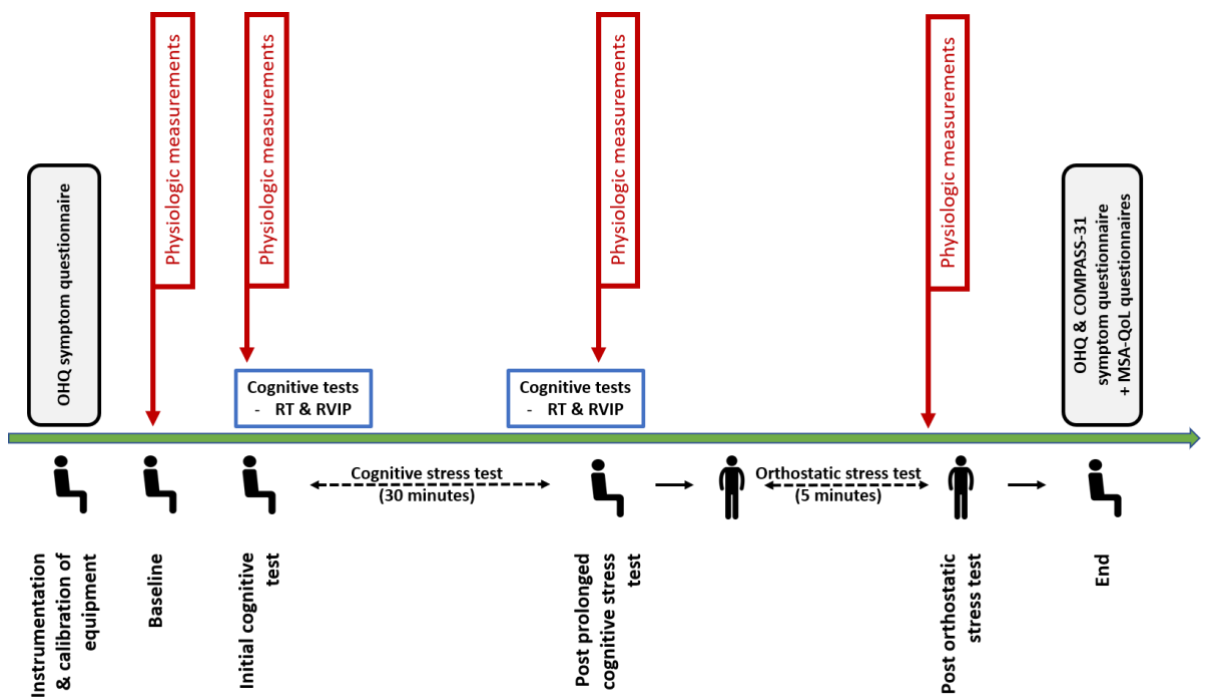 OHQ symptom questionnaire
Physiologic measurements
Physiologic measurements
Physiologic measurements
Physiologic measurements
OHQ & COMPASS-31
symptom questionnaire
+ MSA-QoL questionnaires
Cognitive tests
- RT & RVIP
Cognitive tests
- RT & RVIP
Cognitive stress test
(30 minutes)
Orthostatic stress test
(5 minutes)
Instrumentation
& calibration of
equipment
Baseline
Initial cognitive
test
Post prolonged
cognitive stress
test
Post orthostatic
stress test
End